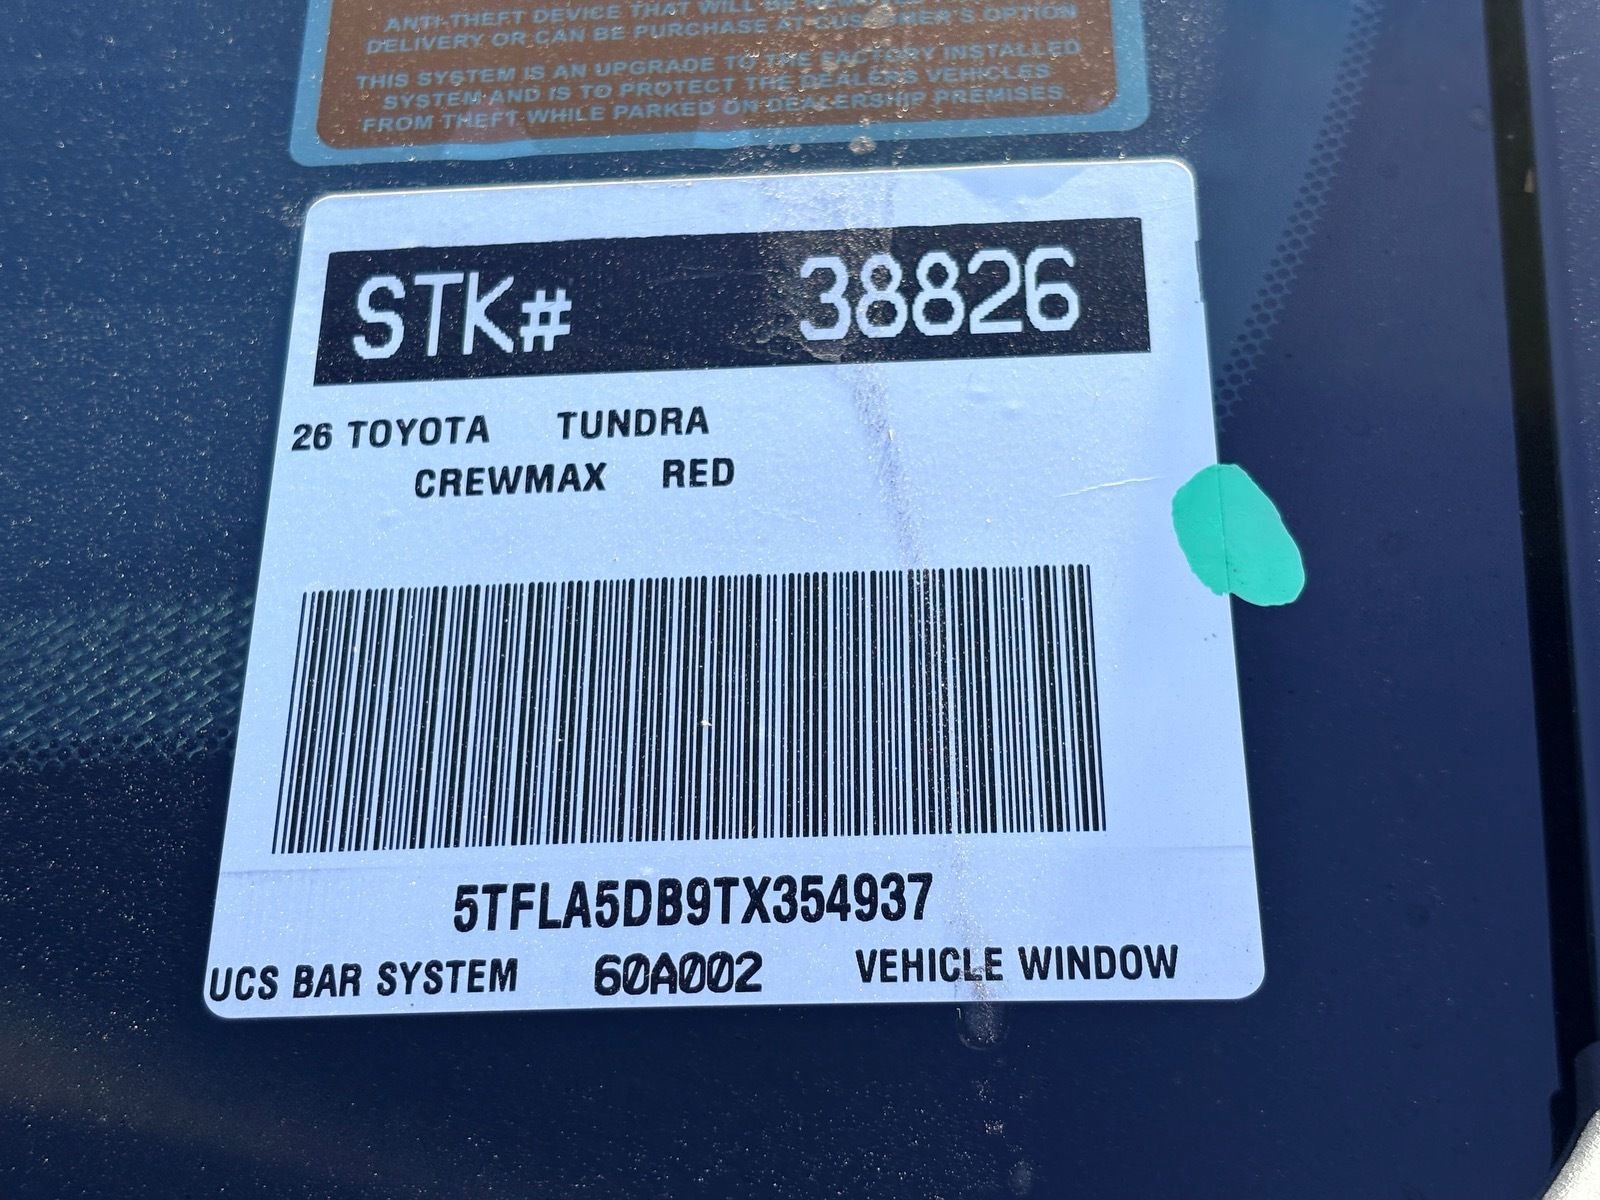 ANTI-THEFT DEVICE THAT WILL BE
DELIVERY OR CAN BE PURCHASE AT CUSTOMER'S OPTION
THIS SYSTEM IS AN UPGRADE TO THE FACTORY INSTALLED
SYSTEM AND IS TO PROTECT THE DEALERS VEHICLES
FROM THEFT WHILE PARKED ON DEALERSHIP PREMISES
STK# 38826
26 TOYOTA TUNDRA
CREWMAX RED
5TFLA5DB9TX354937
UCS BAR SYSTEM 60A002 VEHICLE WINDOW